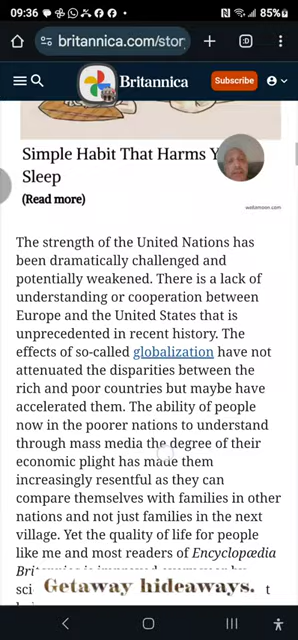 09:36
85%
britannica.com/stor
Britannica
Subscribe
Simple Habit That Harms Y
Sleep
(Read more)
The strength of the United Nations has
been dramatically challenged and
potentially weakened. There is a lack of
understanding or cooperation between
Europe and the United States that is
unprecedented in recent history. The
effects of so-called globalization have not
attenuated the disparities between the
rich and poor countries but maybe have
accelerated them. The ability of people
now in the poorer nations to understand
through mass media the degree of their
economic plight has made them
increasingly resentful as they can
compare themselves with families in other
nations and not just families in the next
village. Yet the quality of life for people
like me and most readers of Encyclopædia
Bri
sci
Getaway hideaways.